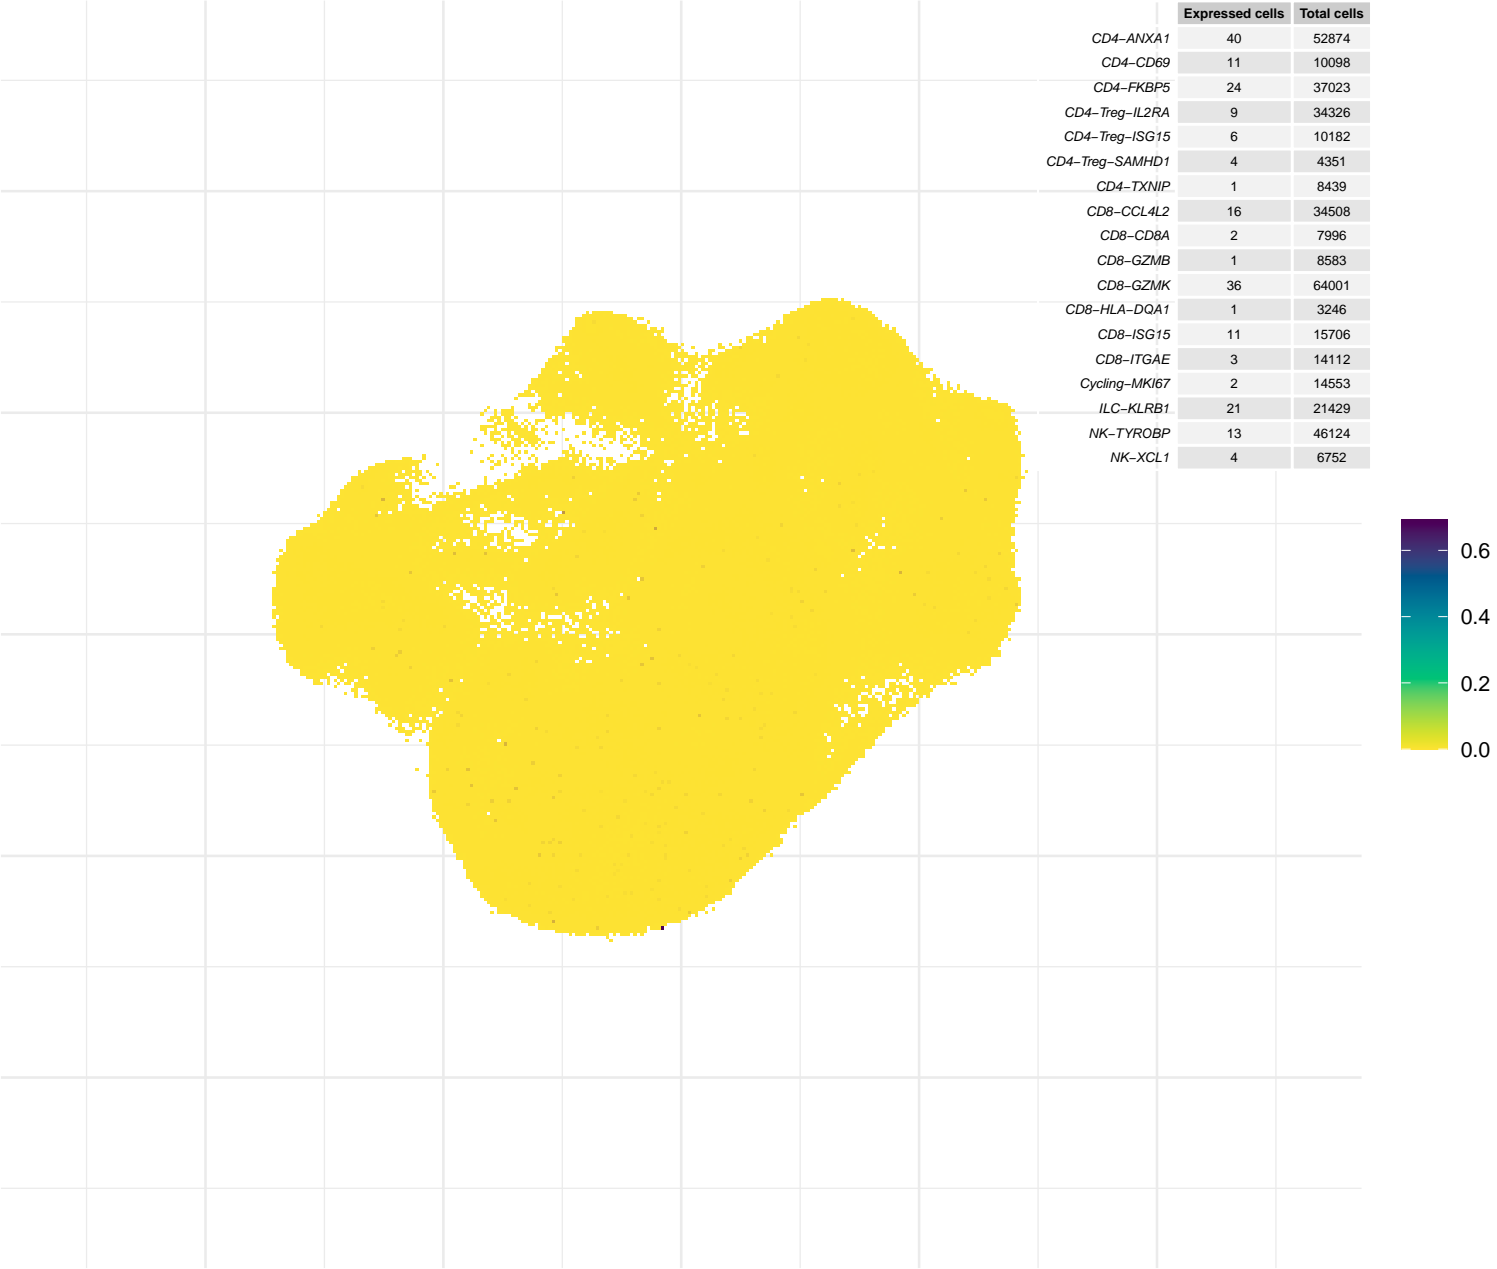 Expressed cells Total cells
CD4−ANXA1 40 52874
CD4−CD69 11 10098
CD4−FKBP5 24 37023
CD4−Treg−IL2RA 9 34326
CD4−Treg−ISG15 6 10182
CD4−Treg−SAMHD1 4 4351
CD4−TXNIP 1 8439
CD8−CCL4L2 16 34508
CD8−CD8A 2 7996
CD8−GZMB 1 8583
CD8−GZMK 36 64001
CD8−HLA−DQA1 1 3246
CD8−ISG15 11 15706
CD8−ITGAE 3 14112
Cycling−MKI67 2 14553
ILC−KLRB1 21 21429
NK−TYROBP 13 46124
NK−XCL1 4 6752
0.6
0.4
0.2
0.0